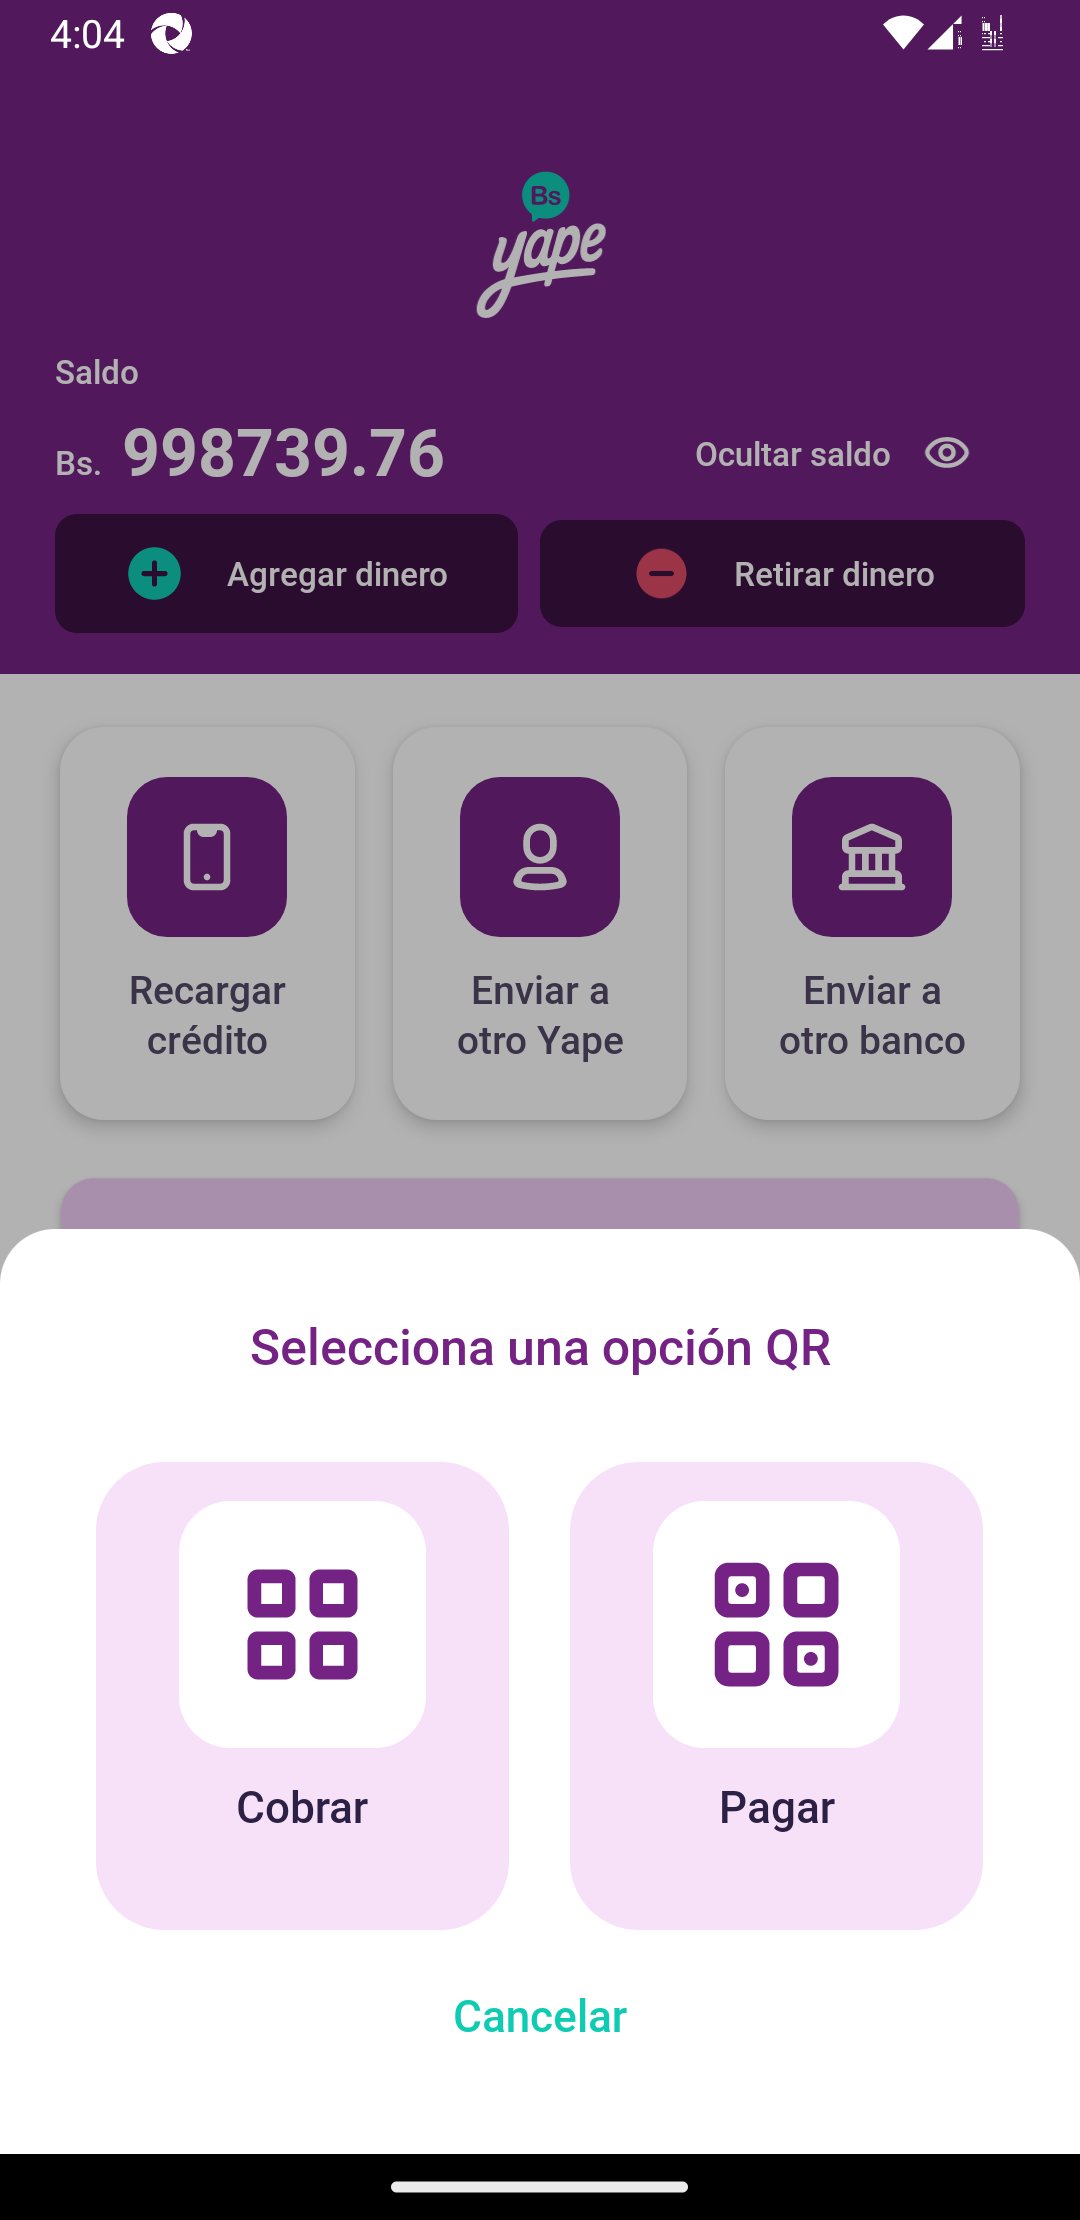 4:04
Bs
yape
Saldo
Bs. 998739.76
Ocultar saldo
Agregar dinero
Retirar dinero
Recargar
crédito
Enviar a
otro Yape
Enviar a
otro banco
Selecciona una opción QR
Cobrar
Pagar
Cancelar